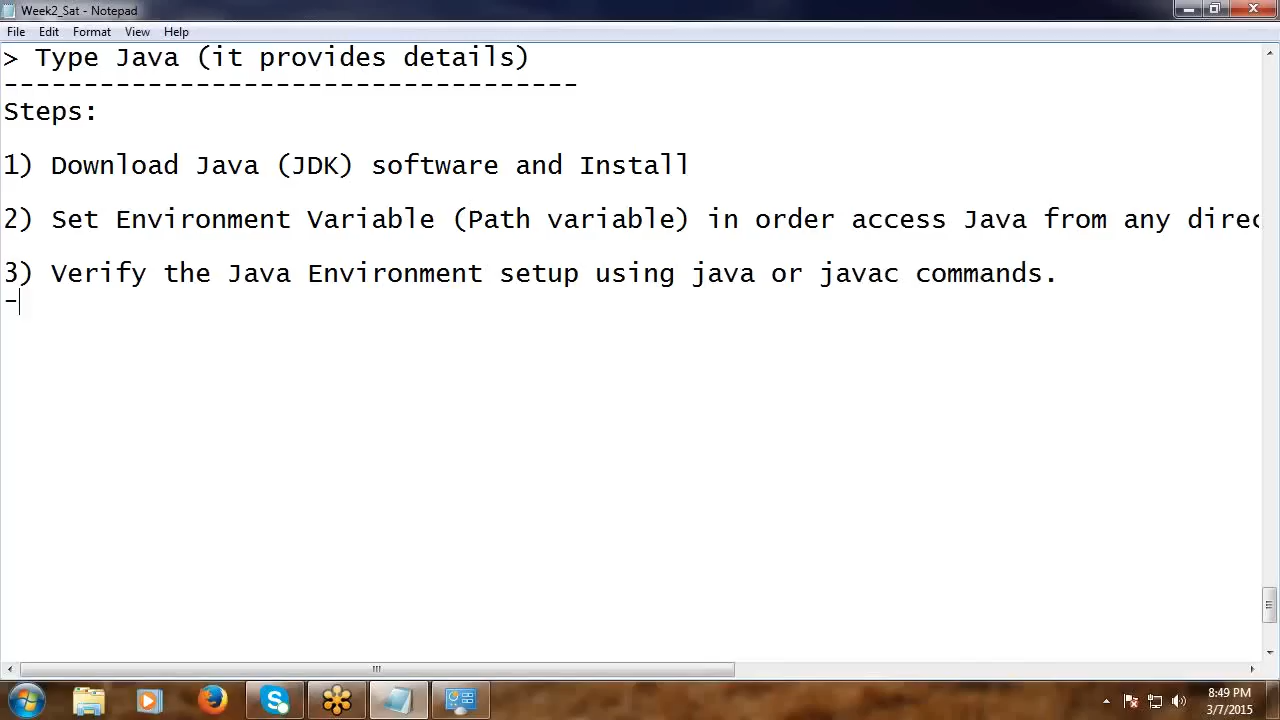 Week2_Sat - Notepad
File Edit Format View Help
> Type Java (it provides details)
------------------------------------
Steps:
1) Download Java (JDK) software and Install
2) Set Environment Variable (Path variable) in order access Java from any direc
3) Verify the Java Environment setup using java or javac commands.
-
8:49 PM
3/7/2015